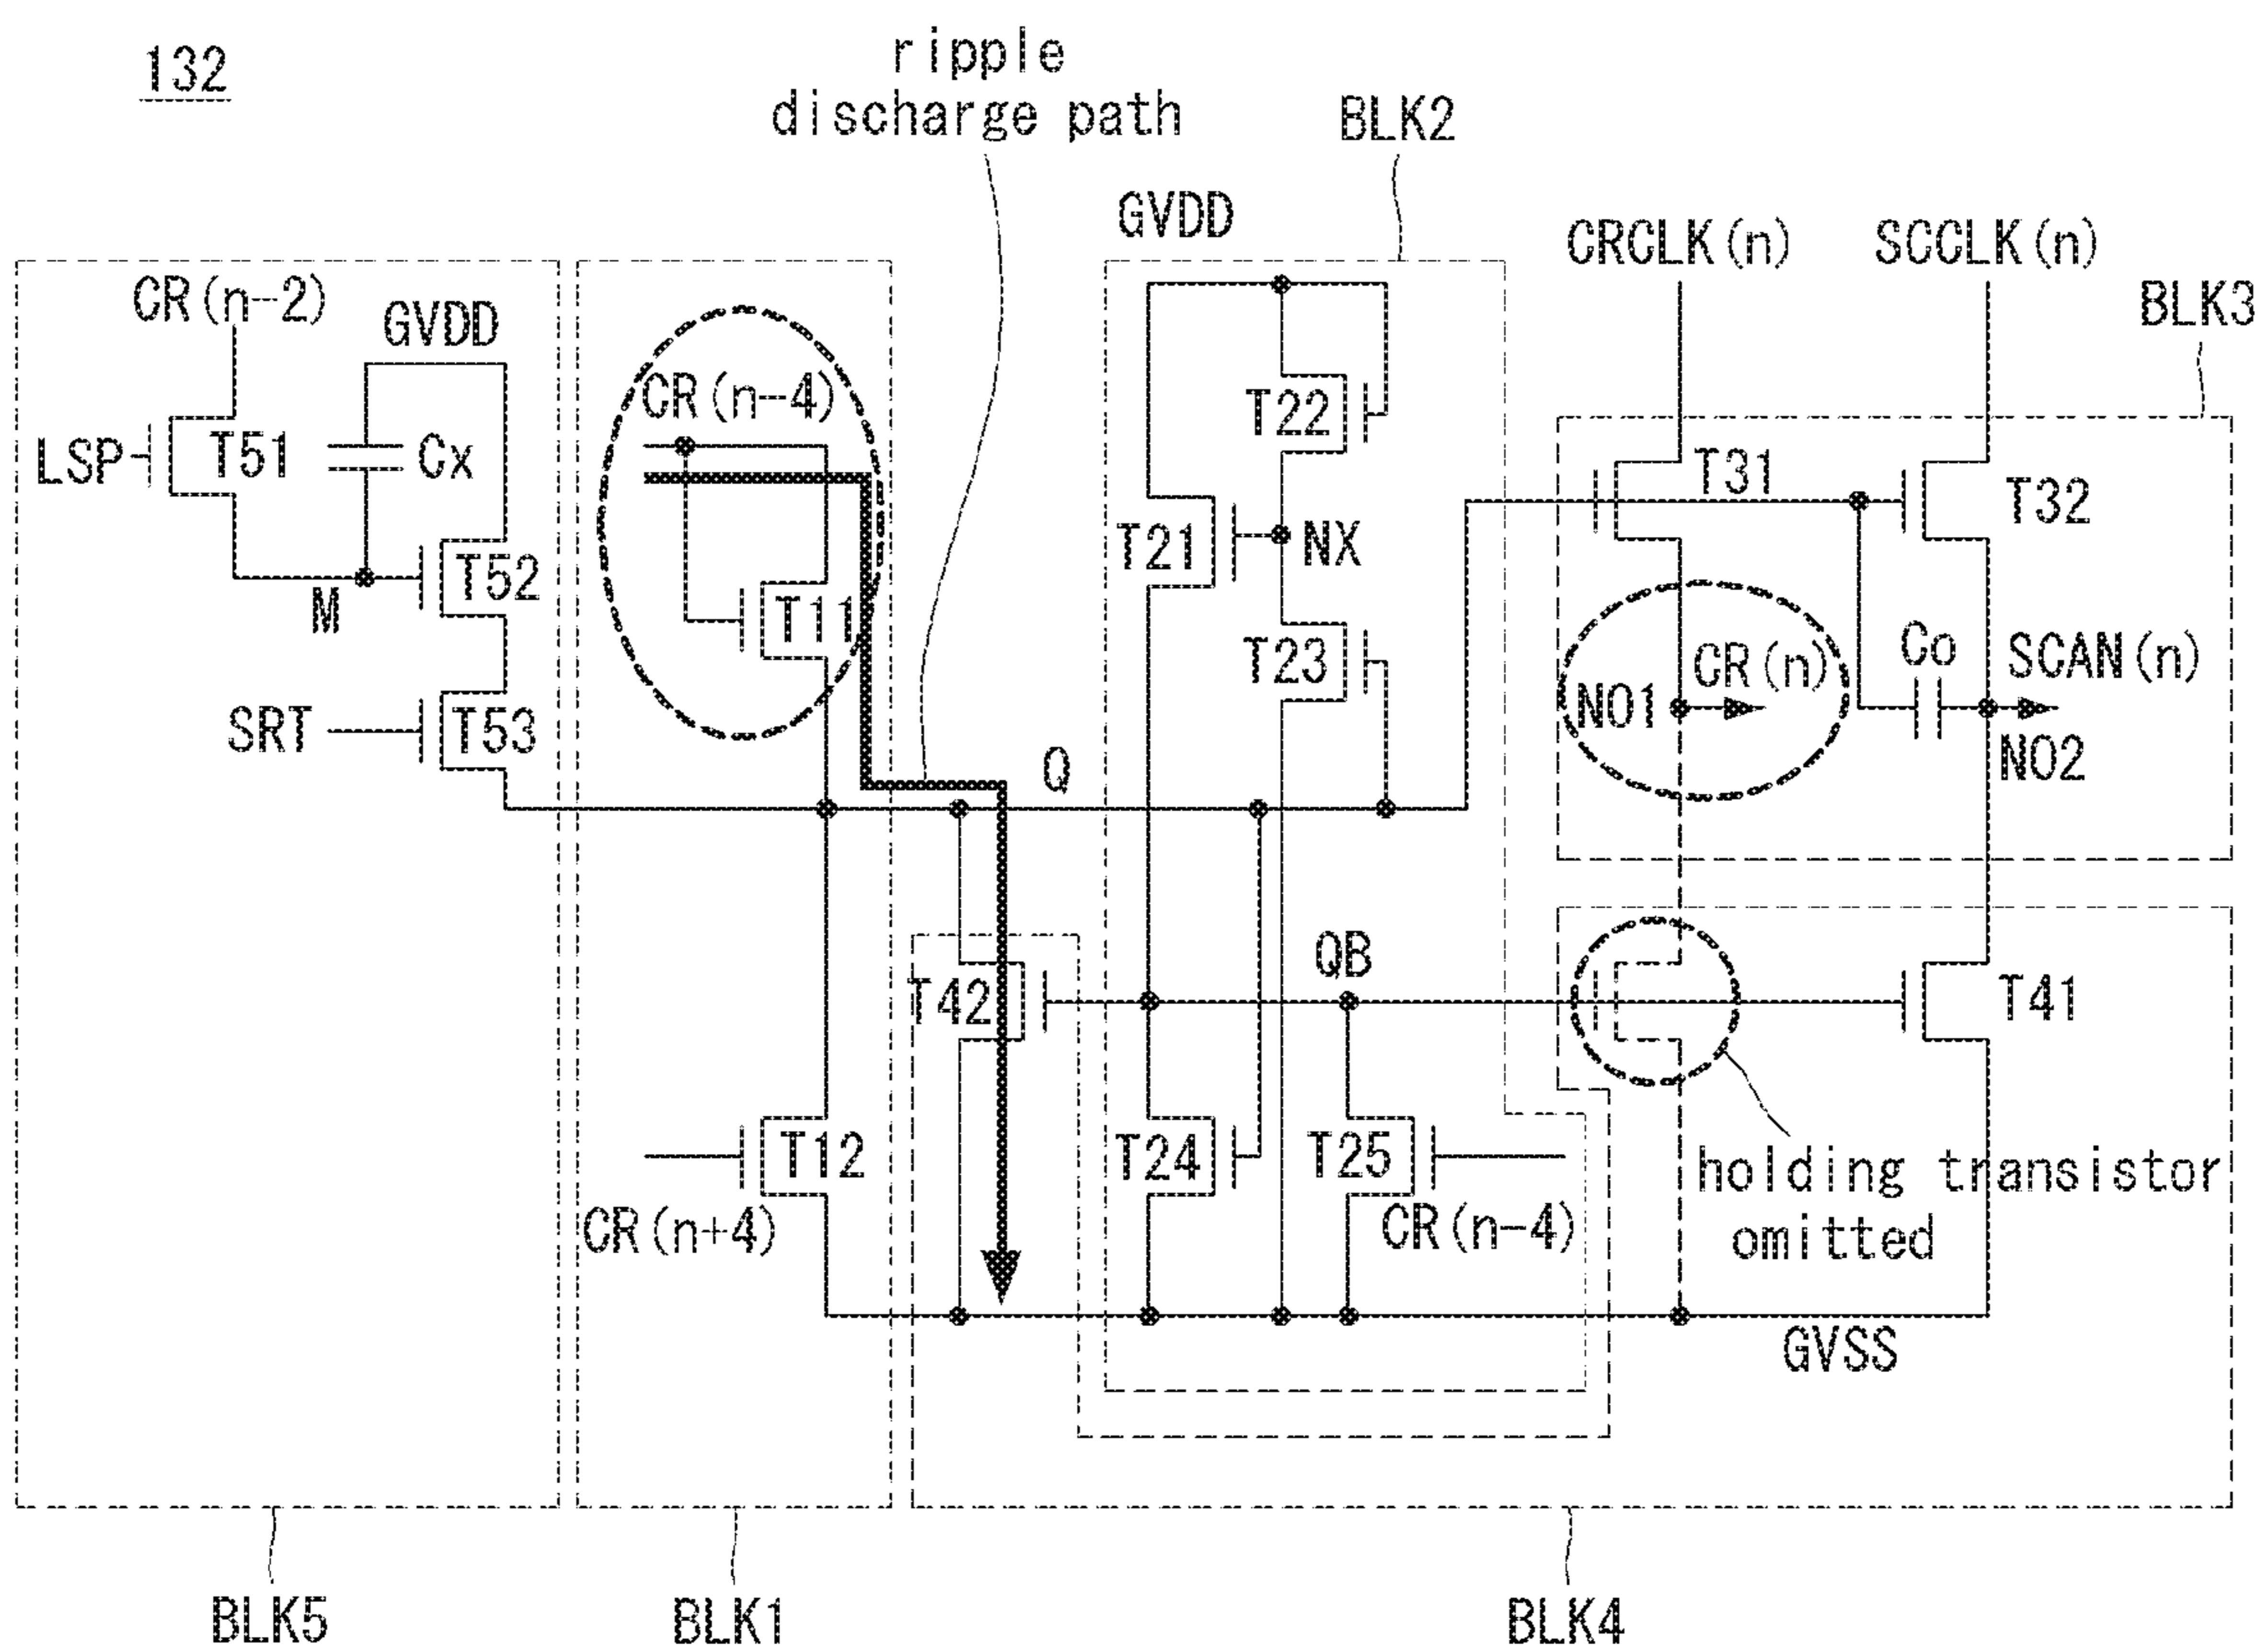 132
ripple
discharge path
BLK2
GVDD
CRCLK(n)
SCCLK(n)
BLK3
CR(n-2)
GVDD
CR(n-4)
T22
LSP
T51
Cx
T31
T32
T21
NX
T52
M
T11
T23
CR(n)
Co
SCAN(n)
NO1
SRT
T53
Q
NO2
QB
T42
T41
T12
T24
T25
holding transistor
omitted
CR(n+4)
CR(n-4)
GVSS
BLK5
BLK1
BLK4